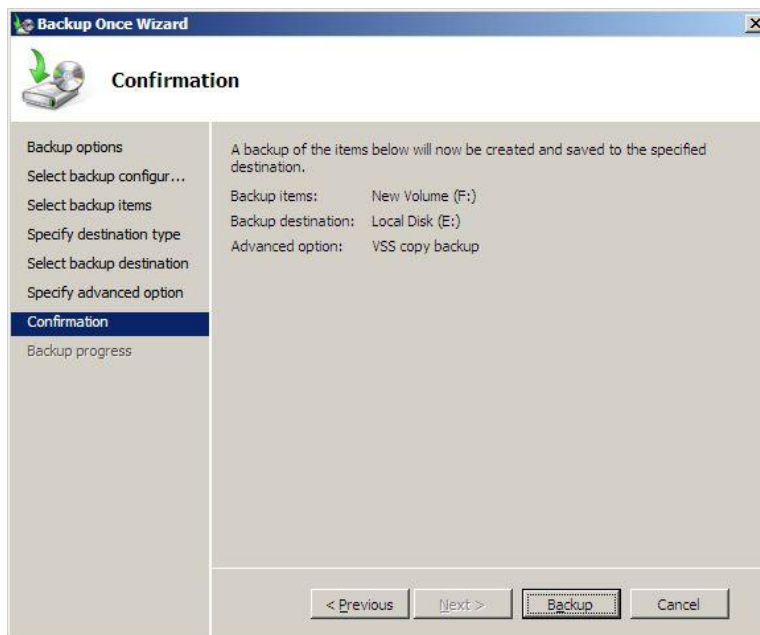 Backup Once Wizard
Confirmation
Backup options
Select backup configur...
Select backup items
Specify destination type
Select backup destination
Specify advanced option
Confirmation
Backup progress
A backup of the items below will now be created and saved to the specified
destination.
Backup items: New Volume (F:)
Backup destination: Local Disk (E:)
Advanced option: VSS copy backup
< Previous Next > Backup Cancel